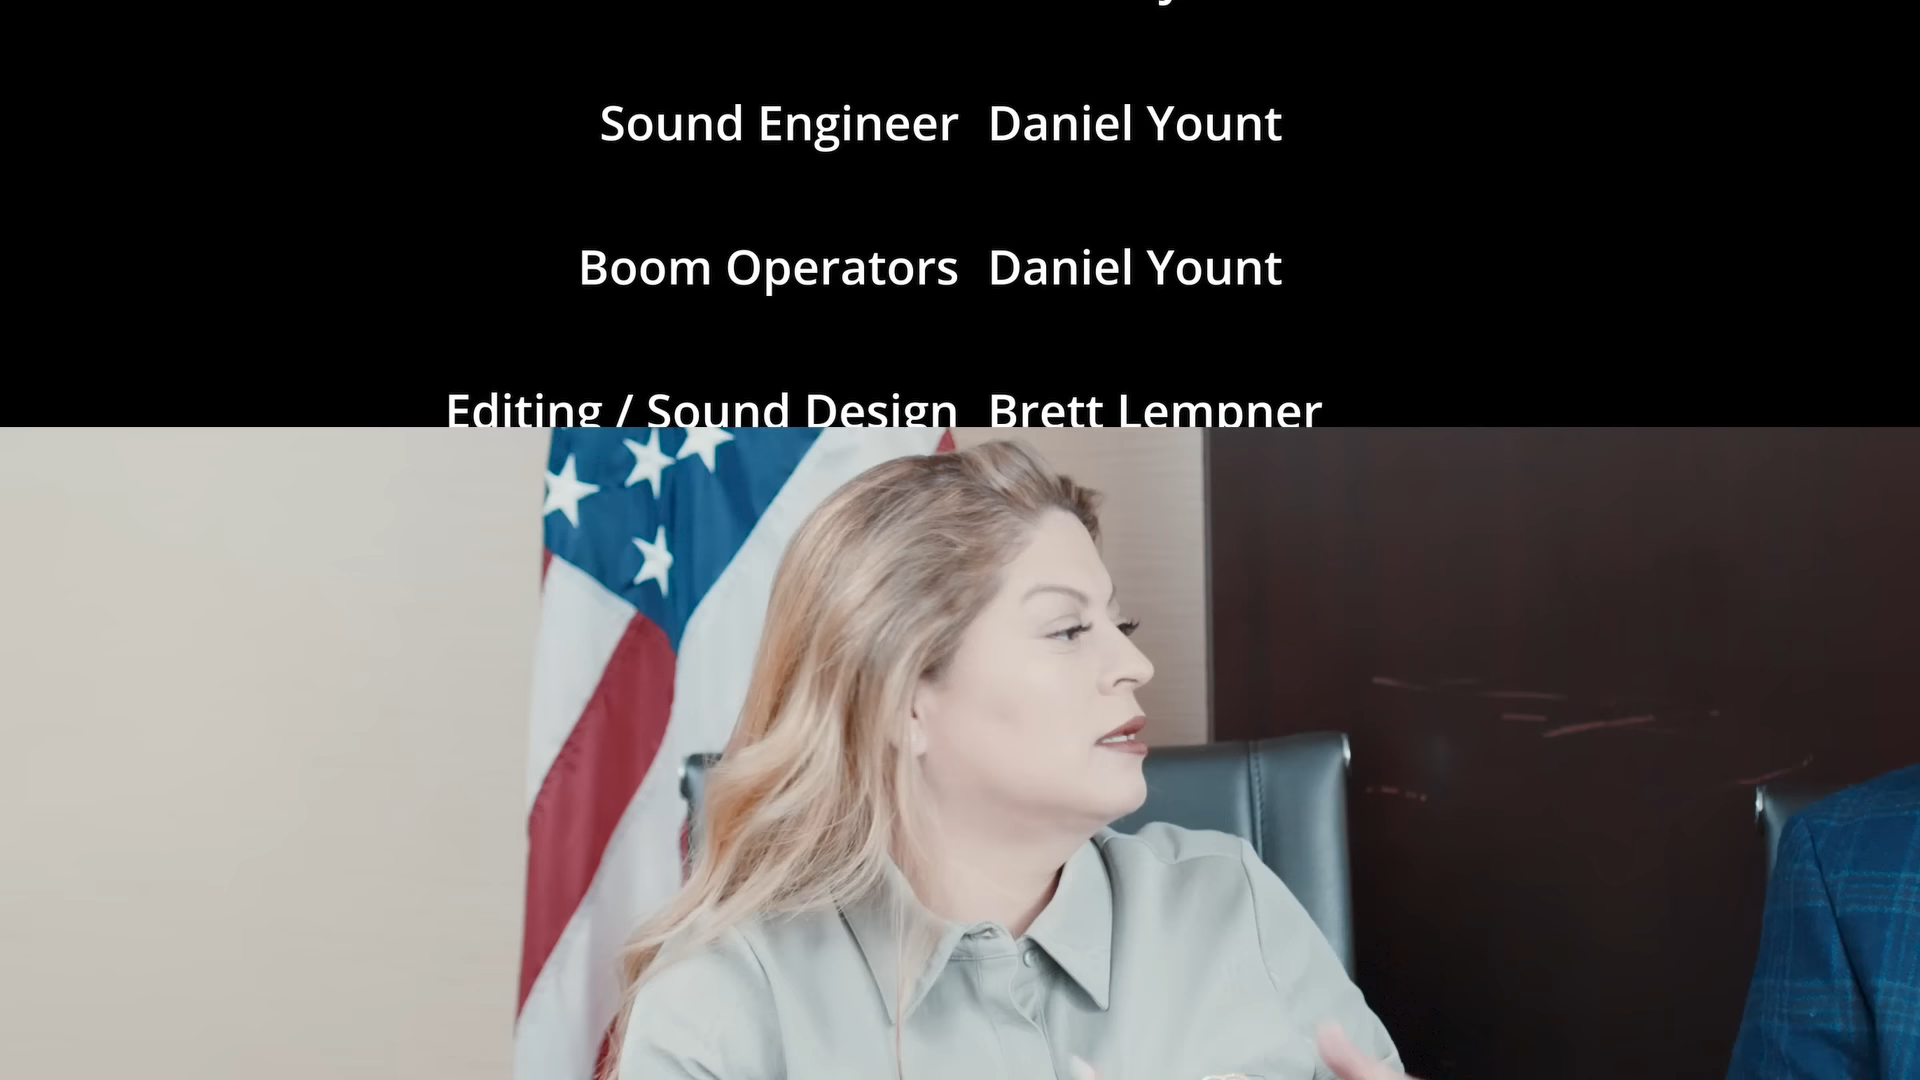 Sound Engineer Daniel Yount
Boom Operators Daniel Yount
Editing / Sound Design Brett Lempner